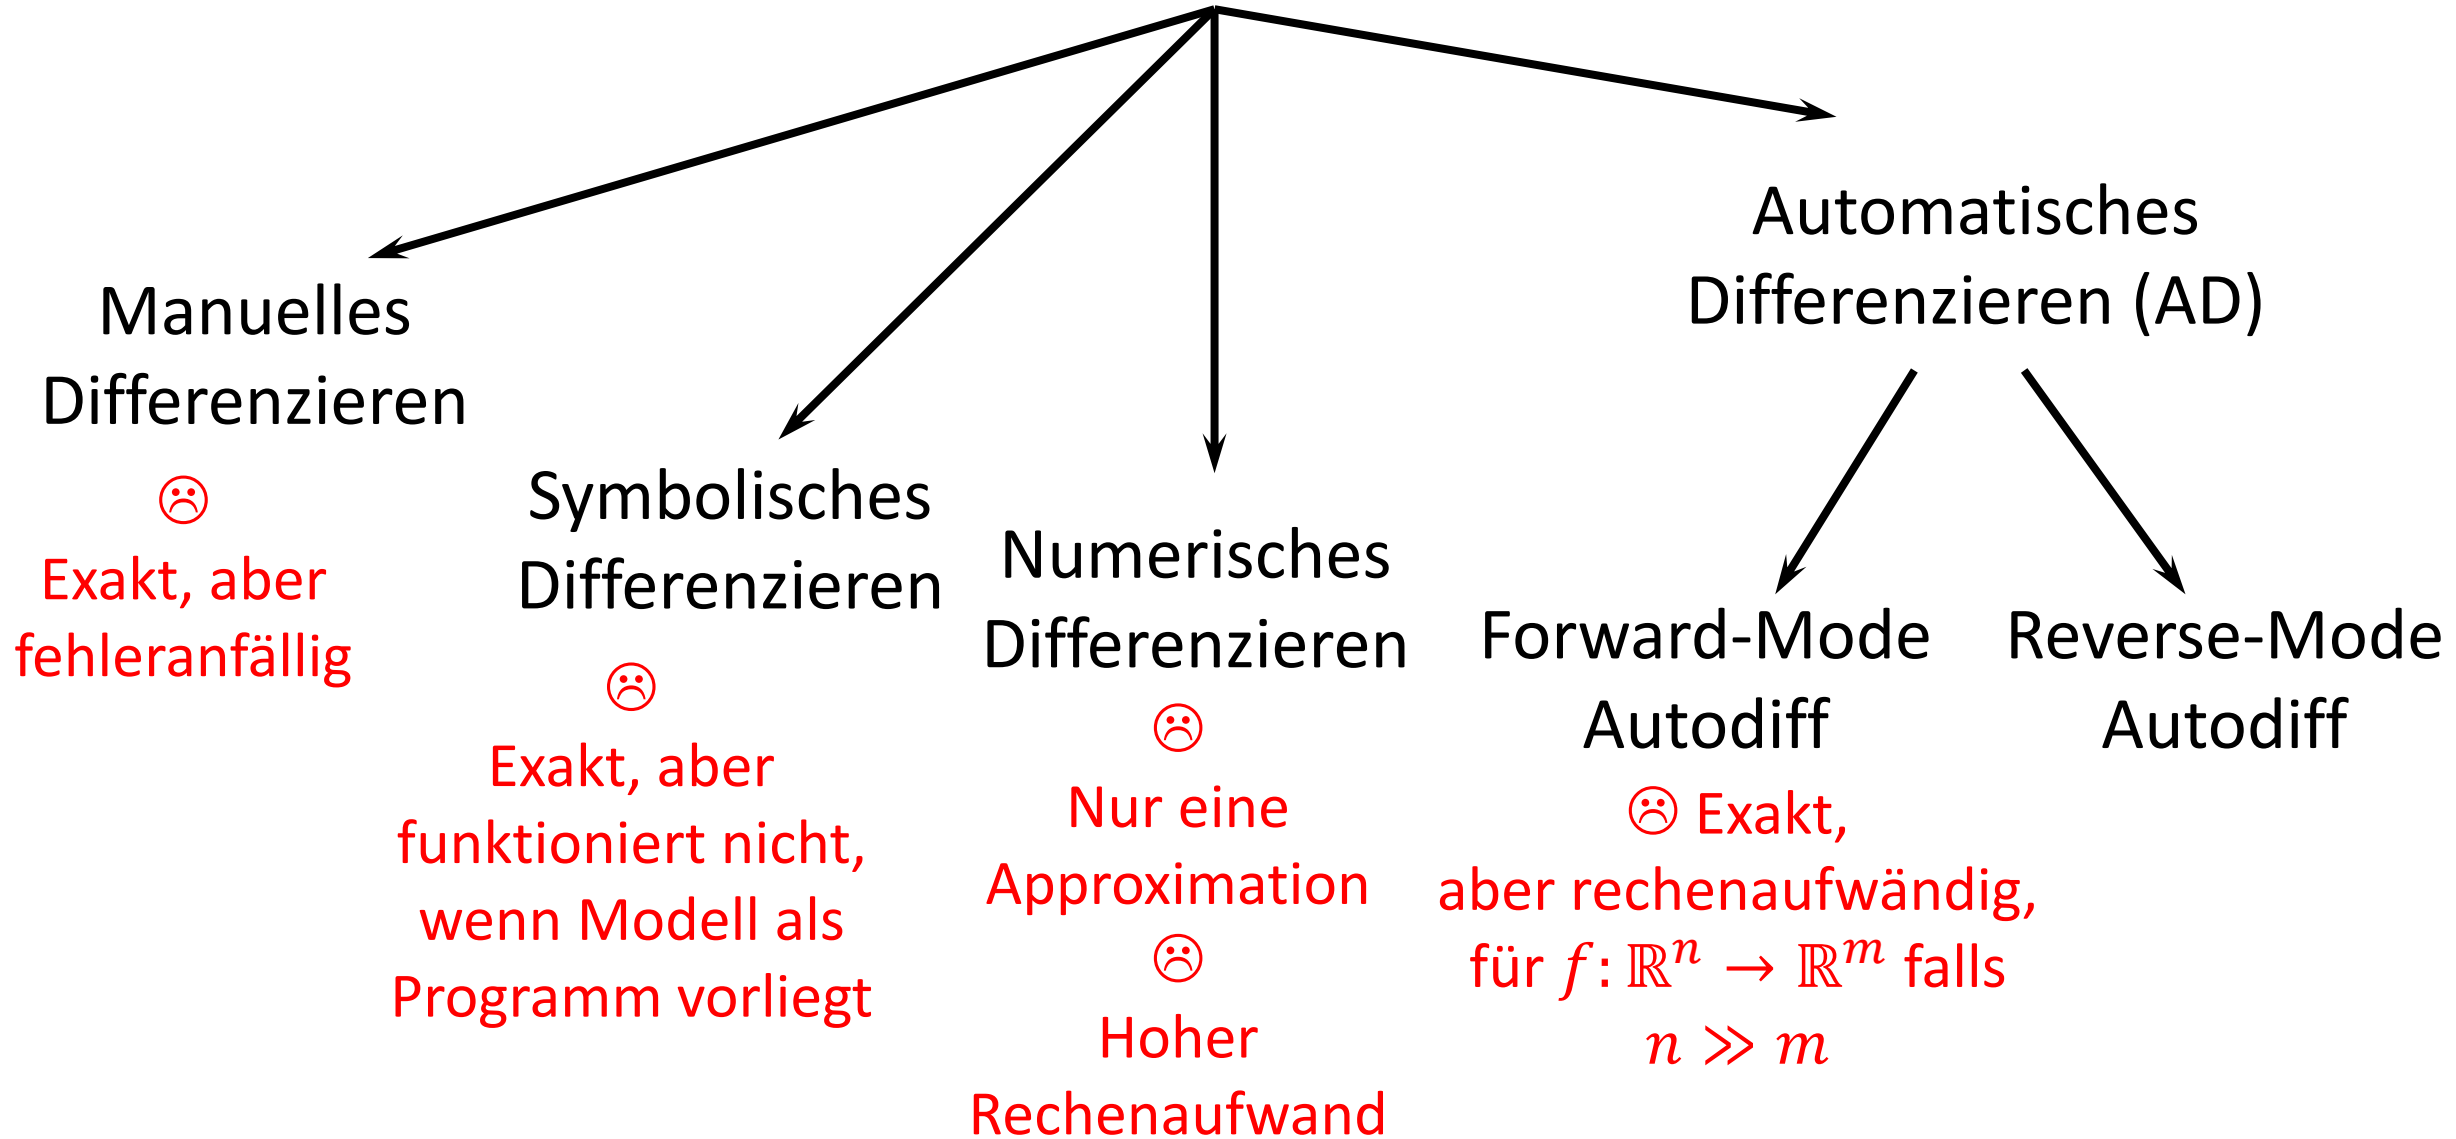 Manuelles
Differenzieren
☹
Exakt, aber
fehleranfällig
Symbolisches
Differenzieren
☹
Exakt, aber
funktioniert nicht,
wenn Modell als
Programm vorliegt
Numerisches
Differenzieren
☹
Nur eine
Approximation
☹
Hoher
Rechenaufwand
Automatisches
Differenzieren (AD)
Forward-Mode
Autodiff
☹ Exakt,
aber rechenaufwändig,
für 𝑓: ℝⁿ → ℝᵐ falls
𝑛 ≫ 𝑚
Reverse-Mode
Autodiff